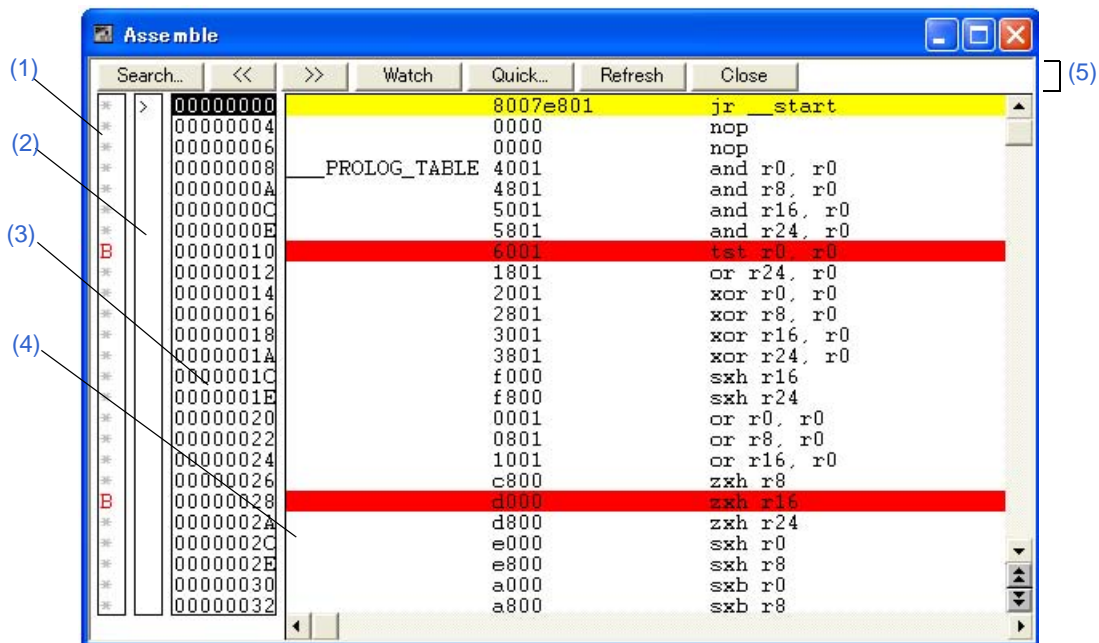 Assemble
Search... << >> Watch Quick... Refresh Close
(1)
(2)
(3)
(4)
(5)
* > 00000000 8007e801 jr __start
* 00000004 0000 nop
* 00000006 0000 nop
* 00000008 ___PROLOG_TABLE 4001 and r0, r0
* 0000000A 4801 and r8, r0
* 0000000C 5001 and r16, r0
* 0000000E 5801 and r24, r0
B 00000010 6001 tst r0, r0
* 00000012 1801 or r24, r0
* 00000014 2001 xor r0, r0
* 00000016 2801 xor r8, r0
* 00000018 3001 xor r16, r0
* 0000001A 3801 xor r24, r0
* 0000001C f000 sxh r16
* 0000001E f800 sxh r24
* 00000020 0001 or r0, r0
* 00000022 0801 or r8, r0
* 00000024 1001 or r16, r0
* 00000026 c800 zxh r8
B 00000028 d000 zxh r16
* 0000002A d800 zxh r24
* 0000002C e000 sxh r0
* 0000002E e800 sxh r8
* 00000030 a000 sxb r0
* 00000032 a800 sxb r8